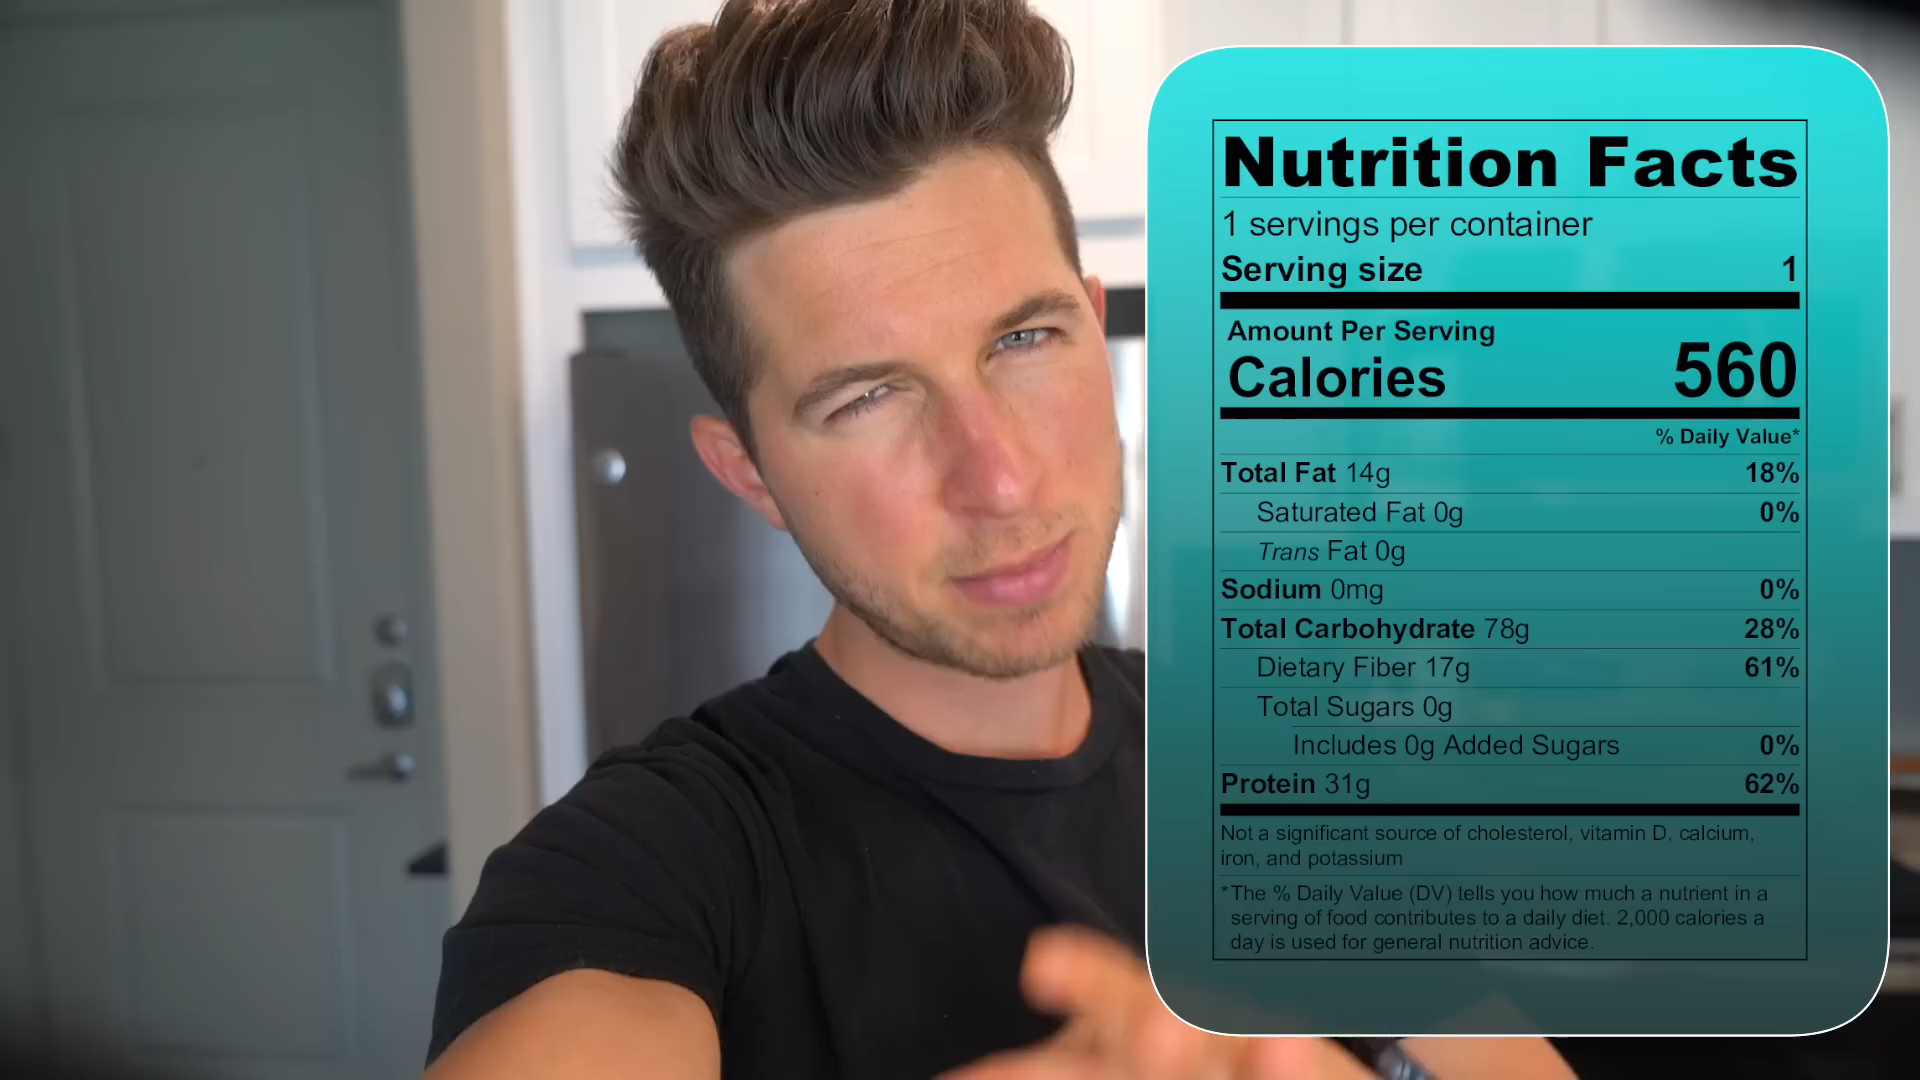 Nutrition Facts
1 servings per container
Serving size 1
Amount Per Serving
Calories 560
% Daily Value*
Total Fat 14g 18%
Saturated Fat 0g 0%
Trans Fat 0g
Sodium 0mg 0%
Total Carbohydrate 78g 28%
Dietary Fiber 17g 61%
Total Sugars 0g
Includes 0g Added Sugars 0%
Protein 31g 62%
Not a significant source of cholesterol, vitamin D, calcium,
iron, and potassium
*The % Daily Value (DV) tells you how much a nutrient in a
serving of food contributes to a daily diet. 2,000 calories a
day is used for general nutrition advice.